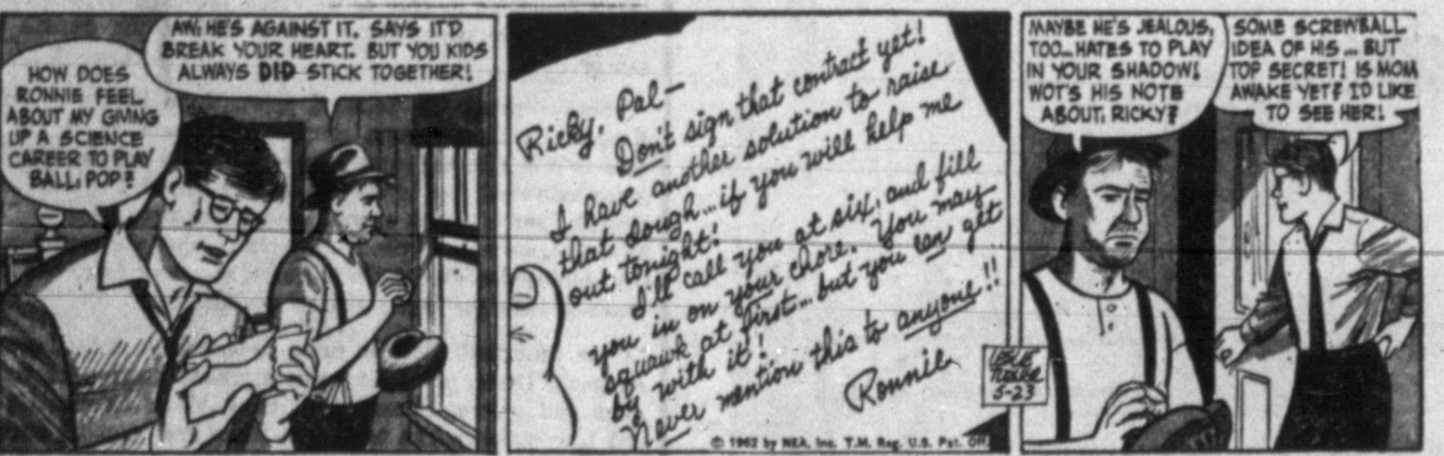 HOW DOES
RONNIE FEEL
ABOUT MY GIVING
UP A SCIENCE
CAREER TO PLAY
BALL, POP?
AW, HE'S AGAINST IT. SAYS IT'D
BREAK YOUR HEART. BUT YOU KIDS
ALWAYS DID STICK TOGETHER!
Ricky, Pal—
Don't sign that contract yet!
I have another solution to raise
that dough... if you will help me
out tonight!
I'll call you at six, and fill
you in on your chore. You may
squawk at first... but you can get
by with it!
Never mention this to anyone!!
Ronnie
© 1962 by NEA, Inc. T.M. Reg. U.S. Pat. Off.
MAYBE HE'S JEALOUS,
TOO... HATES TO PLAY
IN YOUR SHADOW!
WOT'S HIS NOTE
ABOUT, RICKY?
SOME SCREWBALL
IDEA OF HIS... BUT
TOP SECRET! IS MOM
AWAKE YET? I'D LIKE
TO SEE HER!
5-23